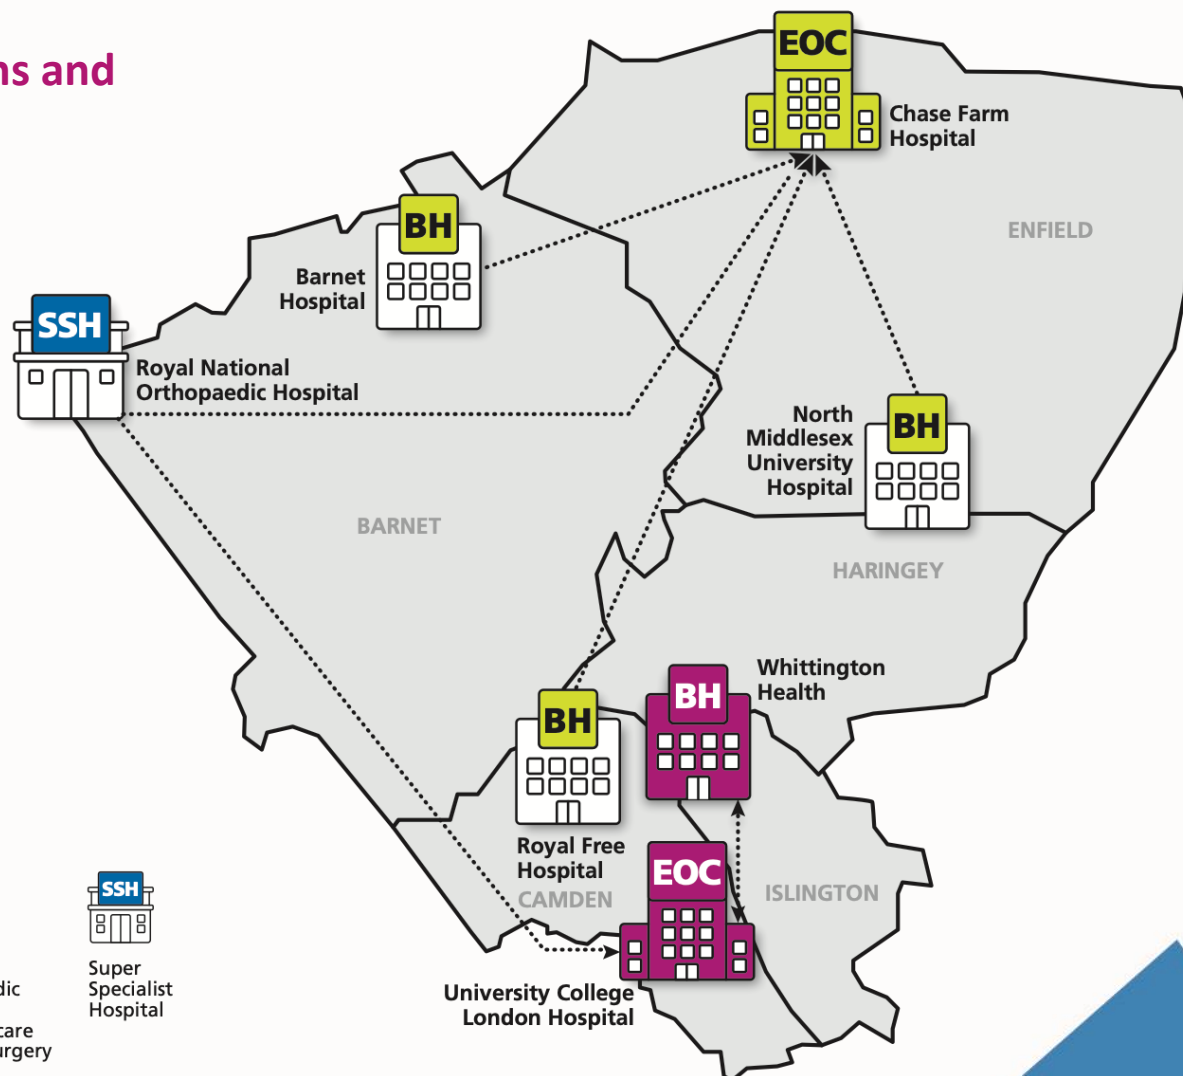 ns and
EOC
Chase Farm
Hospital
ENFIELD
BH
Barnet
Hospital
SSH
Royal National
Orthopaedic Hospital
North
Middlesex
University
Hospital
BH
BARNET
HARINGEY
Whittington
Health
BH
BH
Royal Free
Hospital
CAMDEN
EOC
ISLINGTON
University College
London Hospital
SSH
Super
Specialist
Hospital
dic
care
urgery